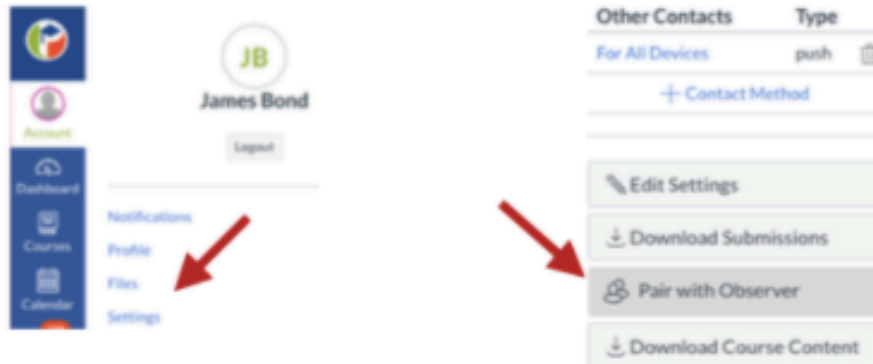 JB
James Bond
Logout
Account
Dashboard
Courses
Calendar
Notifications
Profile
Files
Settings
Other Contacts Type
For All Devices push
+ Contact Method
Edit Settings
Download Submissions
Pair with Observer
Download Course Content